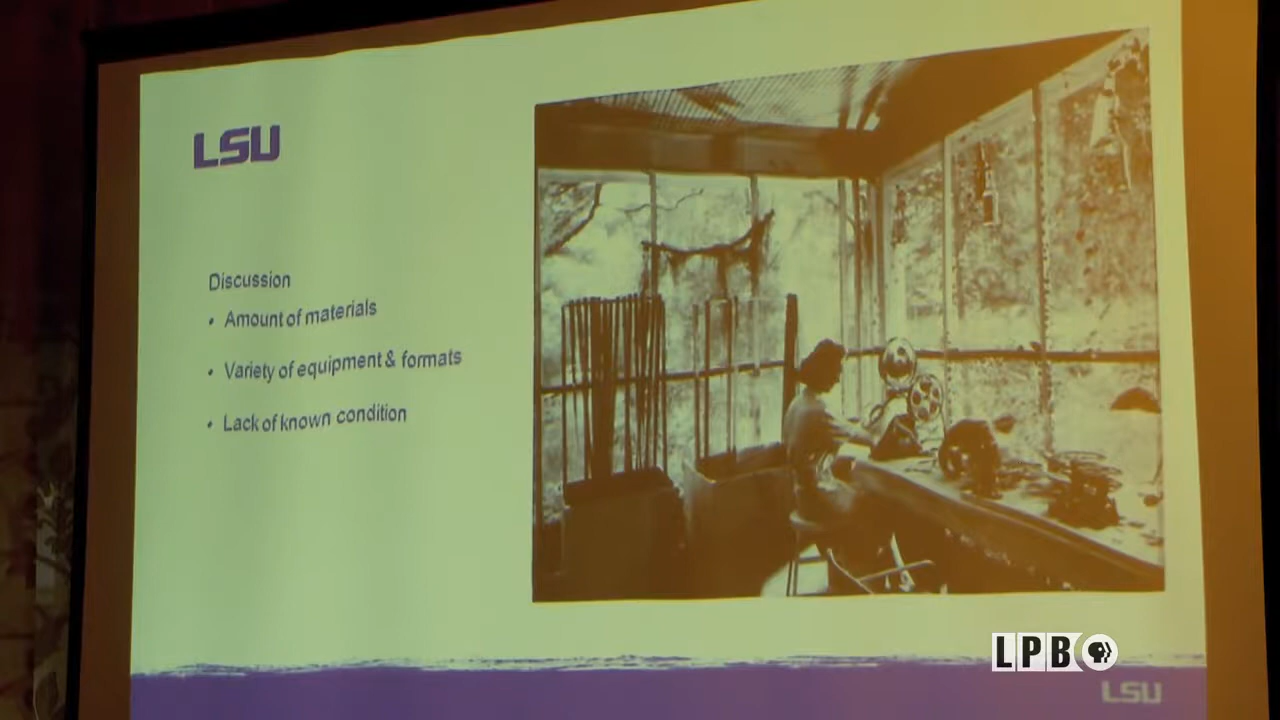 LSU
Discussion
• Amount of materials
• Variety of equipment & formats
• Lack of known condition
LPB
LSU